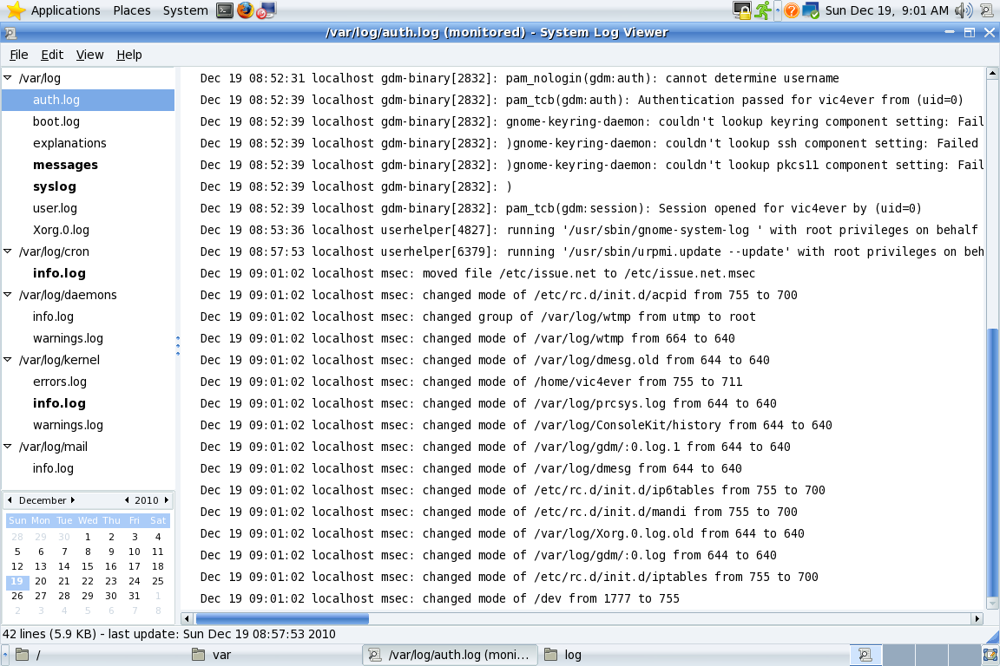 Applications Places System Sun Dec 19, 9:01 AM
/var/log/auth.log (monitored) - System Log Viewer
File Edit View Help
/var/log
auth.log
boot.log
explanations
messages
syslog
user.log
Xorg.0.log
/var/log/cron
info.log
/var/log/daemons
info.log
warnings.log
/var/log/kernel
errors.log
info.log
warnings.log
/var/log/mail
info.log
December 2010
Sun Mon Tue Wed Thu Fri Sat
28 29 30 1 2 3 4
5 6 7 8 9 10 11
12 13 14 15 16 17 18
19 20 21 22 23 24 25
26 27 28 29 30 31 1
2 3 4 5 6 7 8
Dec 19 08:52:31 localhost gdm-binary[2832]: pam_nologin(gdm:auth): cannot determine username
Dec 19 08:52:39 localhost gdm-binary[2832]: pam_tcb(gdm:auth): Authentication passed for vic4ever from (uid=0)
Dec 19 08:52:39 localhost gdm-binary[2832]: gnome-keyring-daemon: couldn't lookup keyring component setting: Fail
Dec 19 08:52:39 localhost gdm-binary[2832]: )gnome-keyring-daemon: couldn't lookup ssh component setting: Failed
Dec 19 08:52:39 localhost gdm-binary[2832]: )gnome-keyring-daemon: couldn't lookup pkcs11 component setting: Fail
Dec 19 08:52:39 localhost gdm-binary[2832]: )
Dec 19 08:52:39 localhost gdm-binary[2832]: pam_tcb(gdm:session): Session opened for vic4ever by (uid=0)
Dec 19 08:53:36 localhost userhelper[4827]: running '/usr/sbin/gnome-system-log ' with root privileges on behalf
Dec 19 08:57:53 localhost userhelper[6379]: running '/usr/sbin/urpmi.update --update' with root privileges on beh
Dec 19 09:01:02 localhost msec: moved file /etc/issue.net to /etc/issue.net.msec
Dec 19 09:01:02 localhost msec: changed mode of /etc/rc.d/init.d/acpid from 755 to 700
Dec 19 09:01:02 localhost msec: changed group of /var/log/wtmp from utmp to root
Dec 19 09:01:02 localhost msec: changed mode of /var/log/wtmp from 664 to 640
Dec 19 09:01:02 localhost msec: changed mode of /var/log/dmesg.old from 644 to 640
Dec 19 09:01:02 localhost msec: changed mode of /home/vic4ever from 755 to 711
Dec 19 09:01:02 localhost msec: changed mode of /var/log/prcsys.log from 644 to 640
Dec 19 09:01:02 localhost msec: changed mode of /var/log/ConsoleKit/history from 644 to 640
Dec 19 09:01:02 localhost msec: changed mode of /var/log/gdm/:0.log.1 from 644 to 640
Dec 19 09:01:02 localhost msec: changed mode of /var/log/dmesg from 644 to 640
Dec 19 09:01:02 localhost msec: changed mode of /etc/rc.d/init.d/ip6tables from 755 to 700
Dec 19 09:01:02 localhost msec: changed mode of /etc/rc.d/init.d/mandi from 755 to 700
Dec 19 09:01:02 localhost msec: changed mode of /var/log/Xorg.0.log.old from 644 to 640
Dec 19 09:01:02 localhost msec: changed mode of /var/log/gdm/:0.log from 644 to 640
Dec 19 09:01:02 localhost msec: changed mode of /etc/rc.d/init.d/iptables from 755 to 700
Dec 19 09:01:02 localhost msec: changed mode of /dev from 1777 to 755
42 lines (5.9 KB) - last update: Sun Dec 19 08:57:53 2010
/ var /var/log/auth.log (moni... log